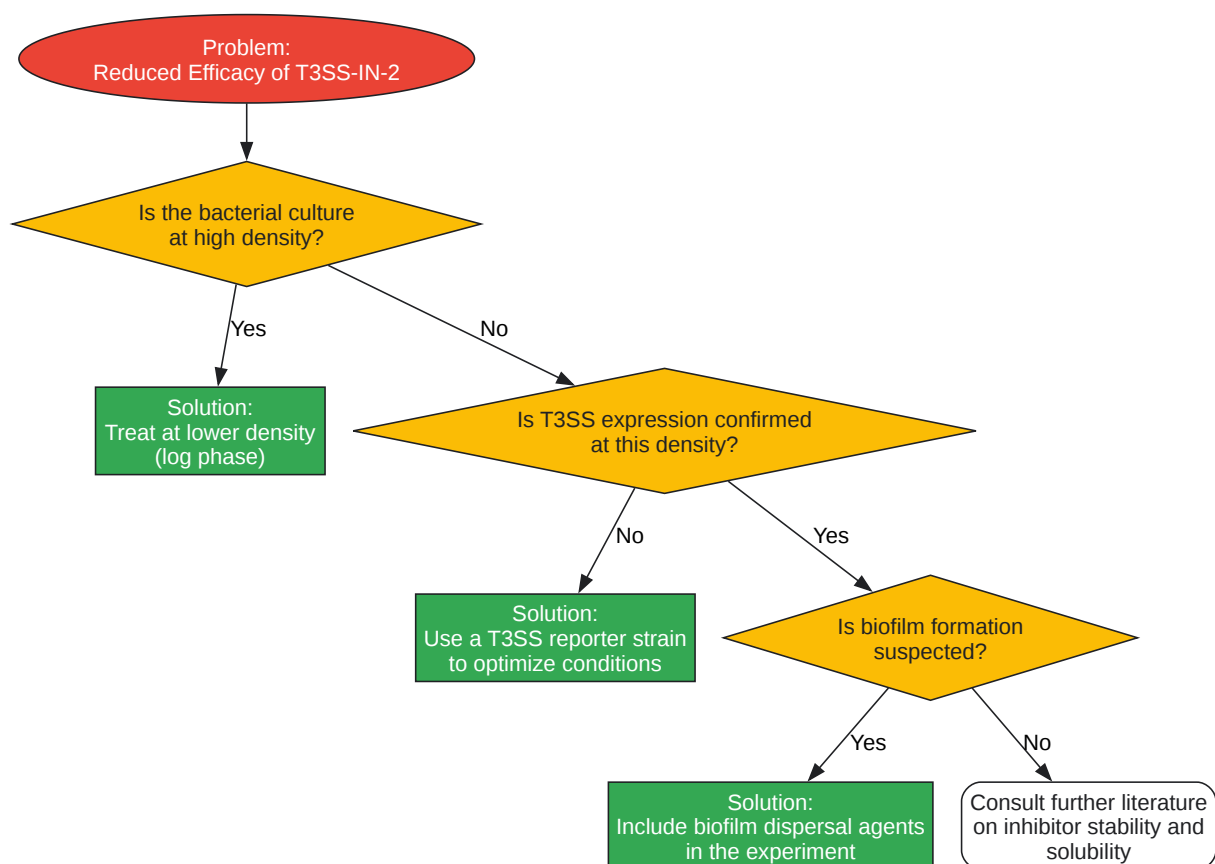 Problem:
Reduced Efficacy of T3SS-IN-2
Is the bacterial culture
at high density?
Yes
No
Solution:
Treat at lower density
(log phase)
Is T3SS expression confirmed
at this density?
No
Yes
Solution:
Use a T3SS reporter strain
to optimize conditions
Is biofilm formation
suspected?
Yes
No
Solution:
Include biofilm dispersal agents
in the experiment
Consult further literature
on inhibitor stability and
solubility